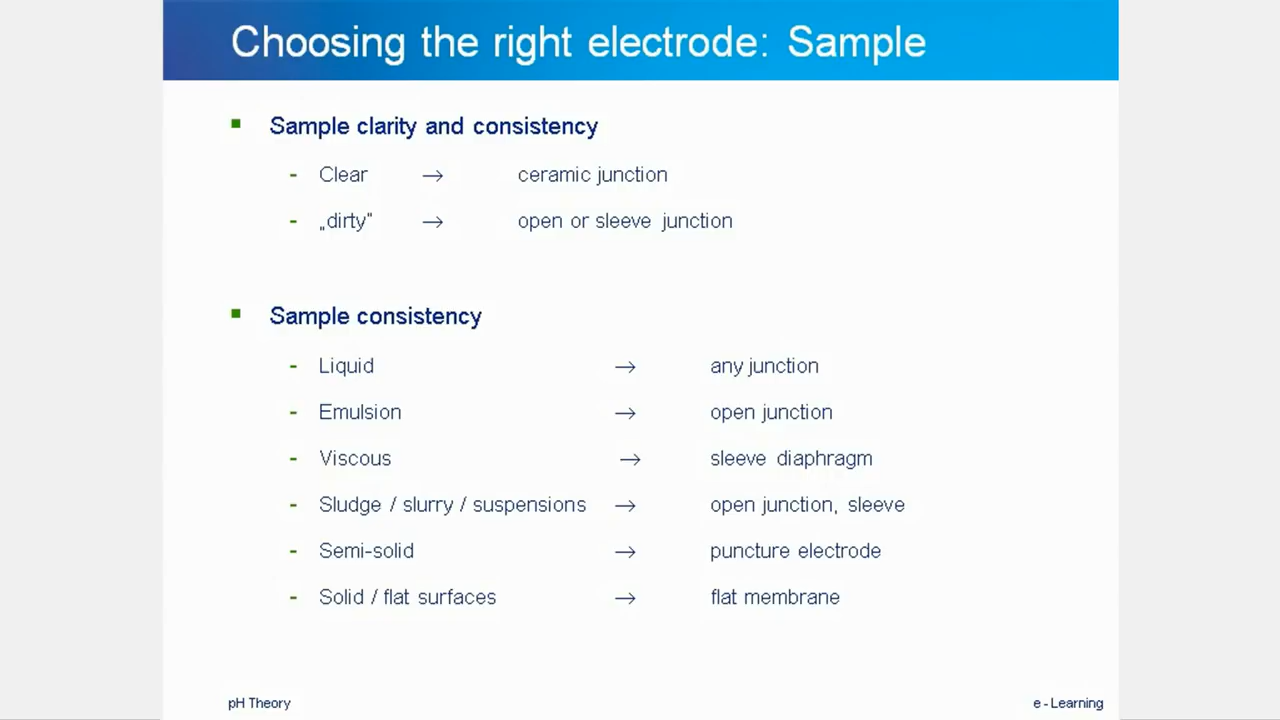 Choosing the right electrode: Sample
▪ Sample clarity and consistency
- Clear → ceramic junction
- „dirty“ → open or sleeve junction
▪ Sample consistency
- Liquid → any junction
- Emulsion → open junction
- Viscous → sleeve diaphragm
- Sludge / slurry / suspensions → open junction, sleeve
- Semi-solid → puncture electrode
- Solid / flat surfaces → flat membrane
pH Theory e - Learning